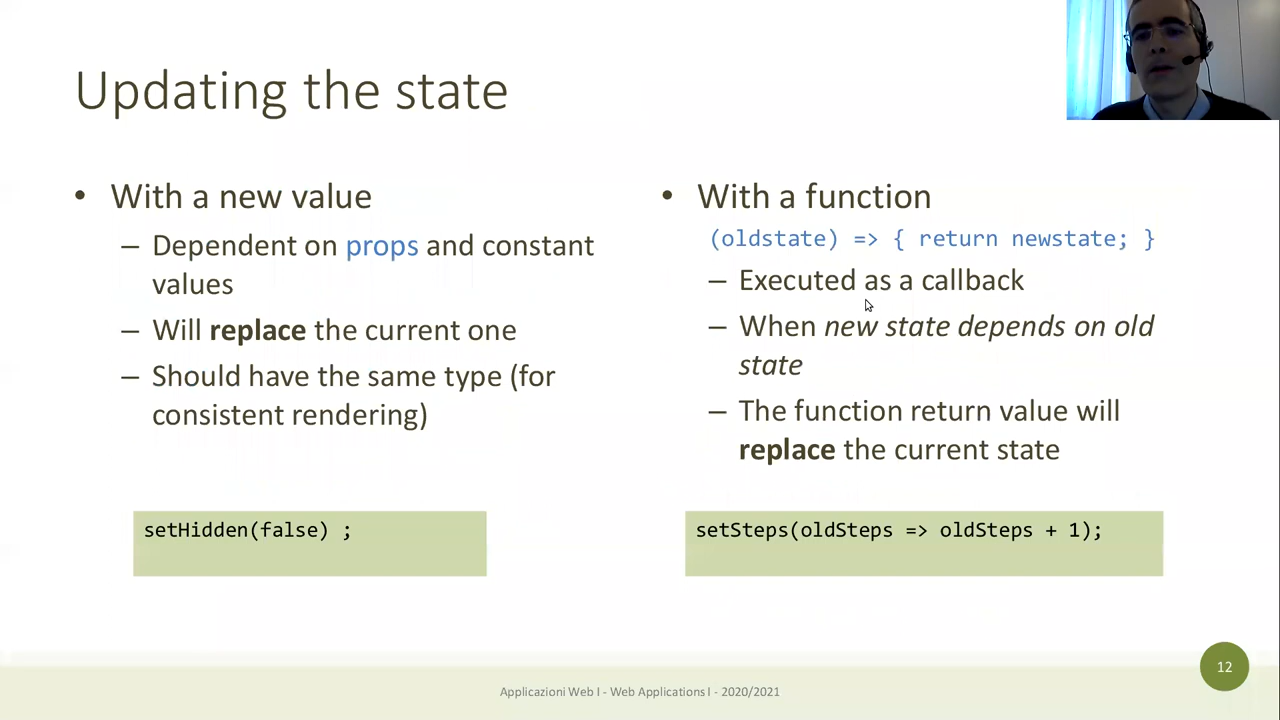 Updating the state
• With a new value
– Dependent on props and constant
values
– Will replace the current one
– Should have the same type (for
consistent rendering)
setHidden(false) ;
• With a function
(oldstate) => { return newstate; }
– Executed as a callback
– When new state depends on old
state
– The function return value will
replace the current state
setSteps(oldSteps => oldSteps + 1);
Applicazioni Web I - Web Applications I - 2020/2021
12